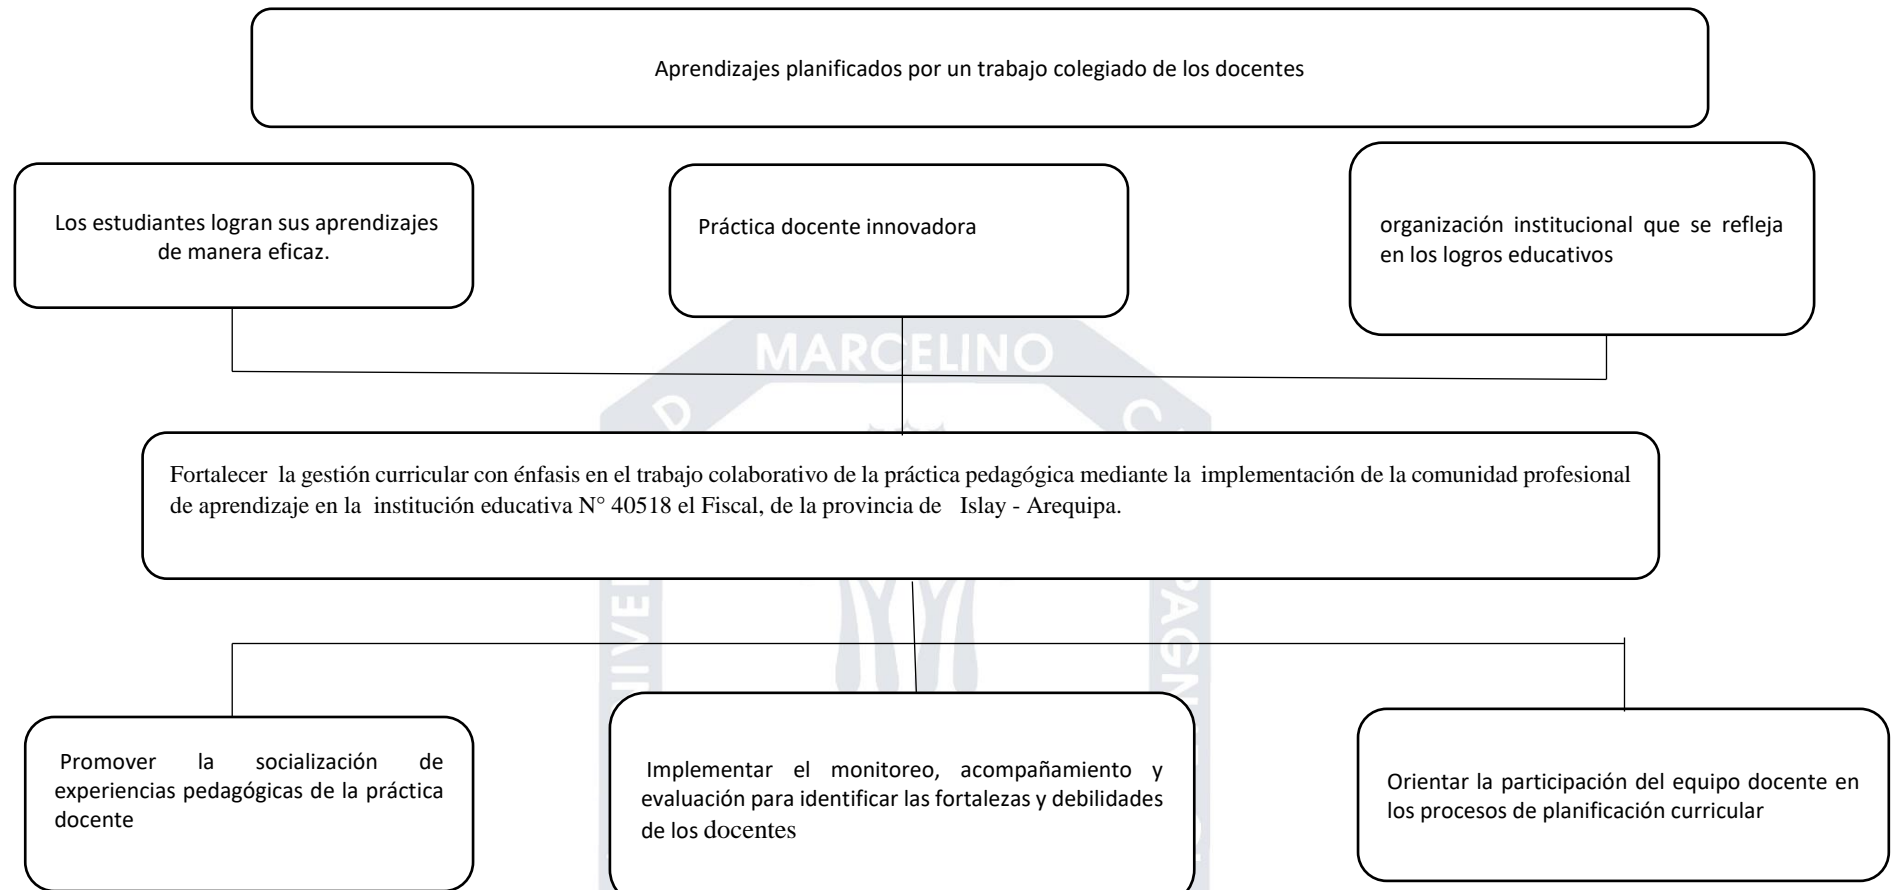 Aprendizajes planificados por un trabajo colegiado de los docentes
Los estudiantes logran sus aprendizajes
de manera eficaz.
Práctica docente innovadora
organización institucional que se refleja
en los logros educativos
MARCELINO
Fortalecer la gestión curricular con énfasis en el trabajo colaborativo de la práctica pedagógica mediante la implementación de la comunidad profesional
de aprendizaje en la institución educativa N° 40518 el Fiscal, de la provincia de Islay - Arequipa.
Promover la socialización de
experiencias pedagógicas de la práctica
docente
Implementar el monitoreo, acompañamiento y
evaluación para identificar las fortalezas y debilidades
de los docentes
Orientar la participación del equipo docente en
los procesos de planificación curricular